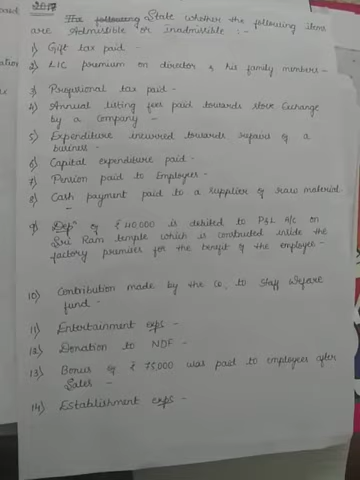 2017
The following State whether the following items
are Admissible or inadmissible :-
1) Gift tax paid -
2) LIC premium on director & his family members -
3) Professional tax paid -
4) Annual listing fees paid towards stock Exchange
by a company -
5) Expenditure incurred towards repairs of a
business -
6) Capital expenditure paid -
7) Pension paid to Employees -
8) Cash payment paid to a supplier of raw material
-
9) Depn of ₹ 40,000 is debited to P&L A/c on
Sri Ram temple which is constructed inside the
factory premises for the benefit of the employee -
10) Contribution made by the Co, to Staff Welfare
fund -
11) Entertainment exps -
12) Donation to NDF -
13) Bonus of ₹ 75,000 was paid to employees after
Sales -
14) Establishment exps -